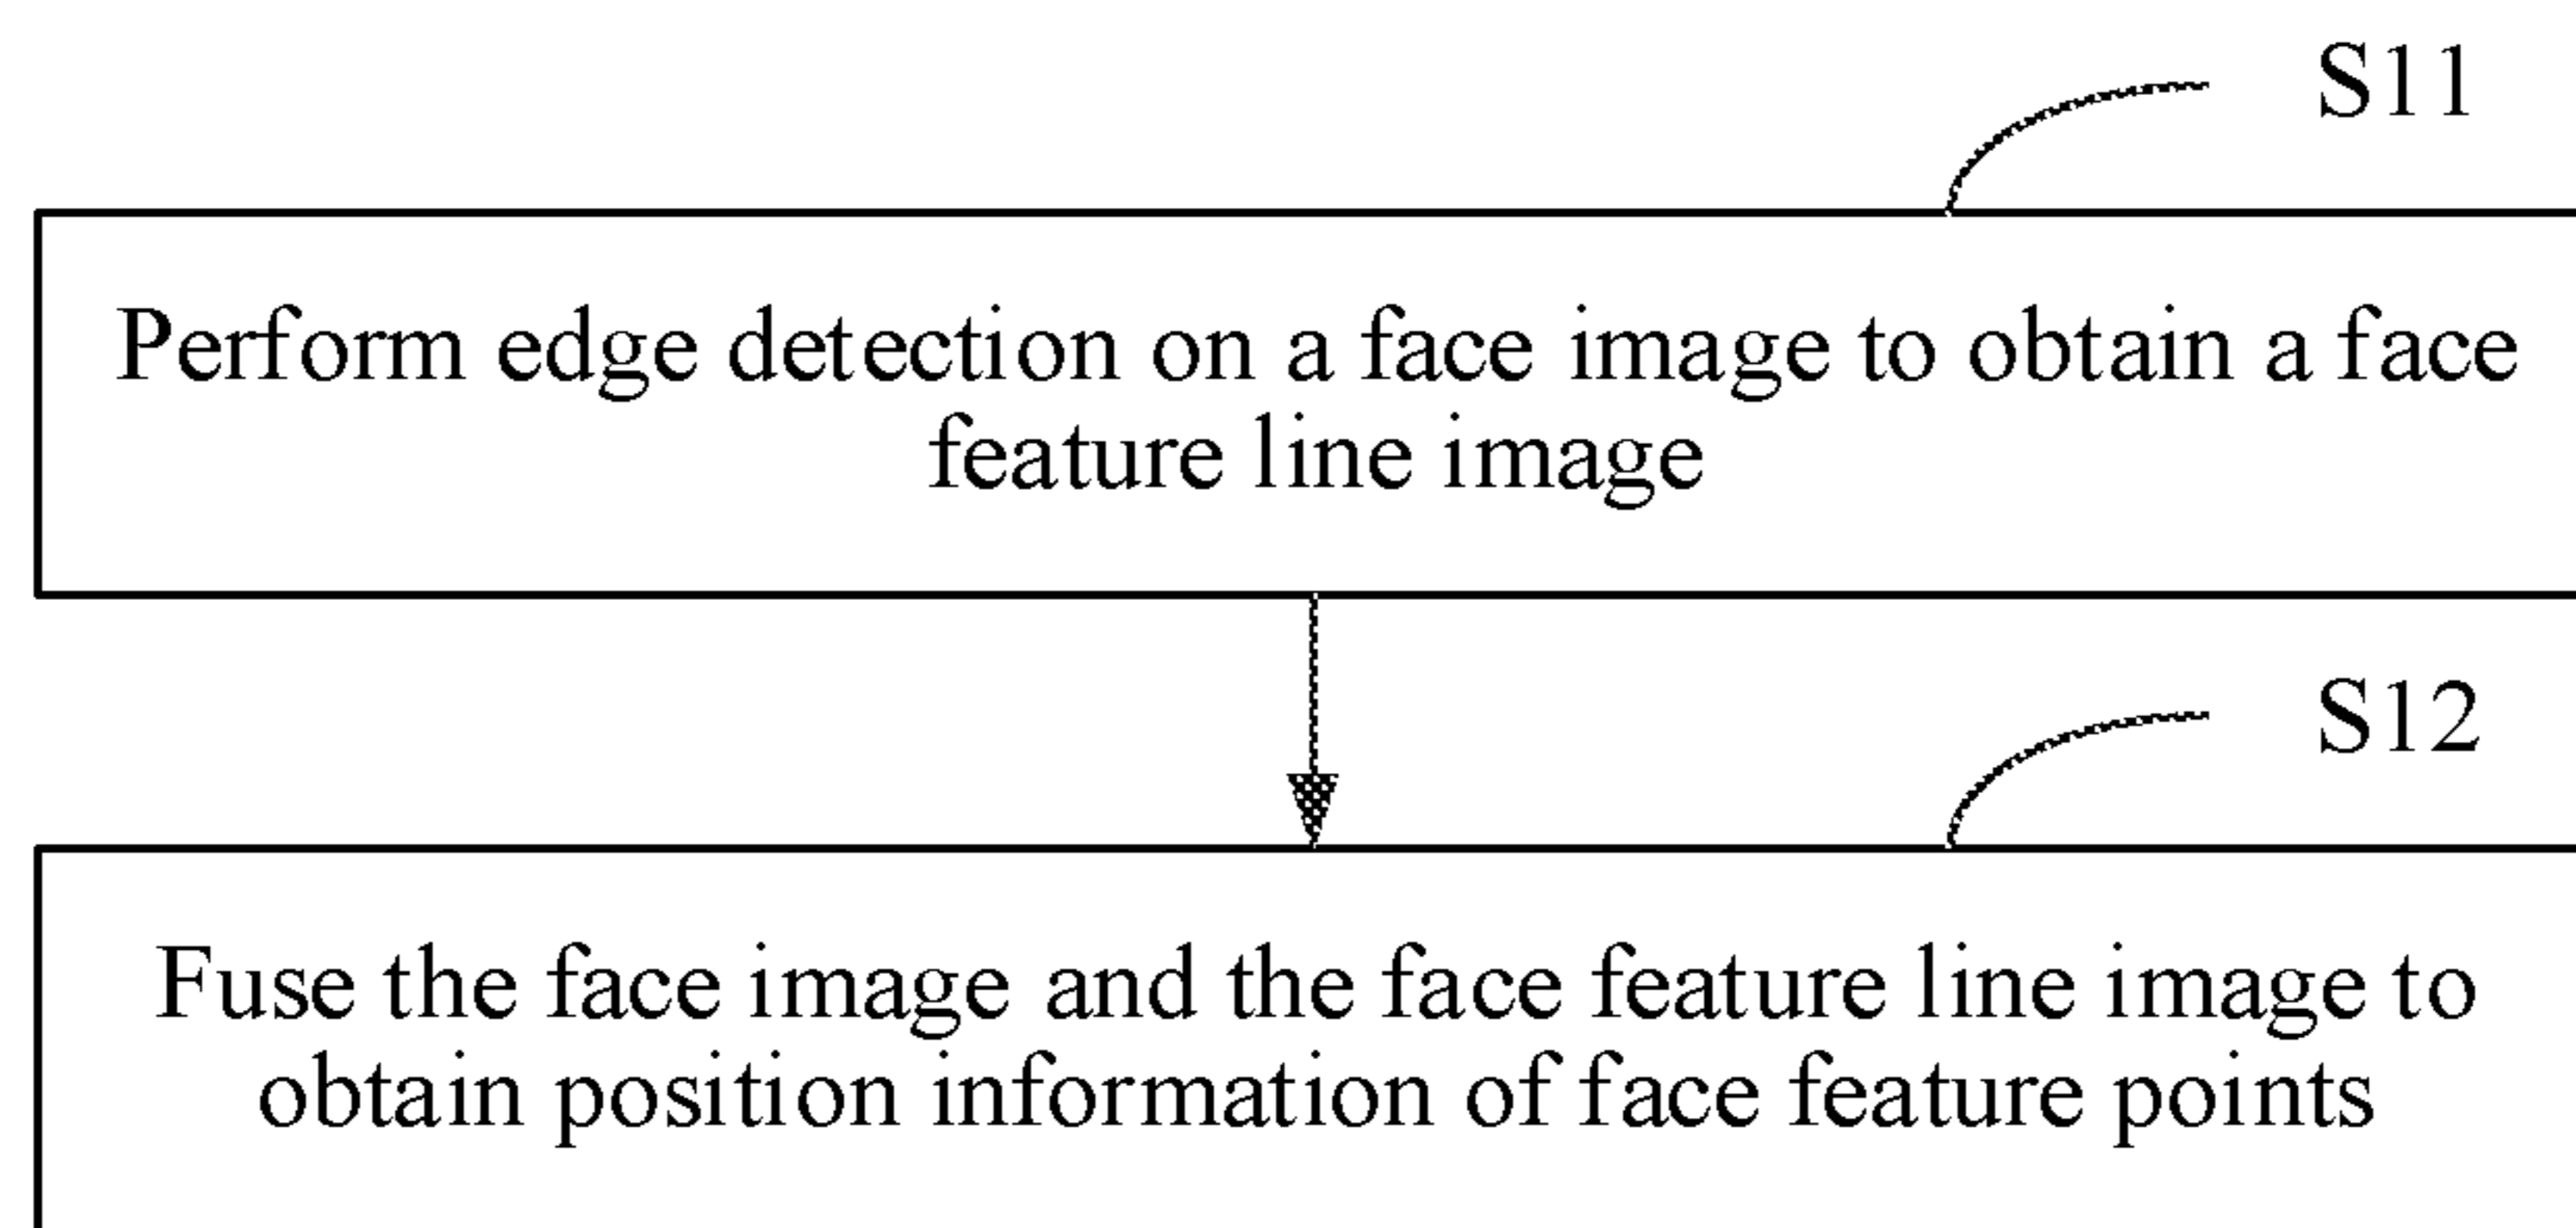 S11
Perform edge detection on a face image to obtain a face
feature line image
S12
Fuse the face image and the face feature line image to
obtain position information of face feature points